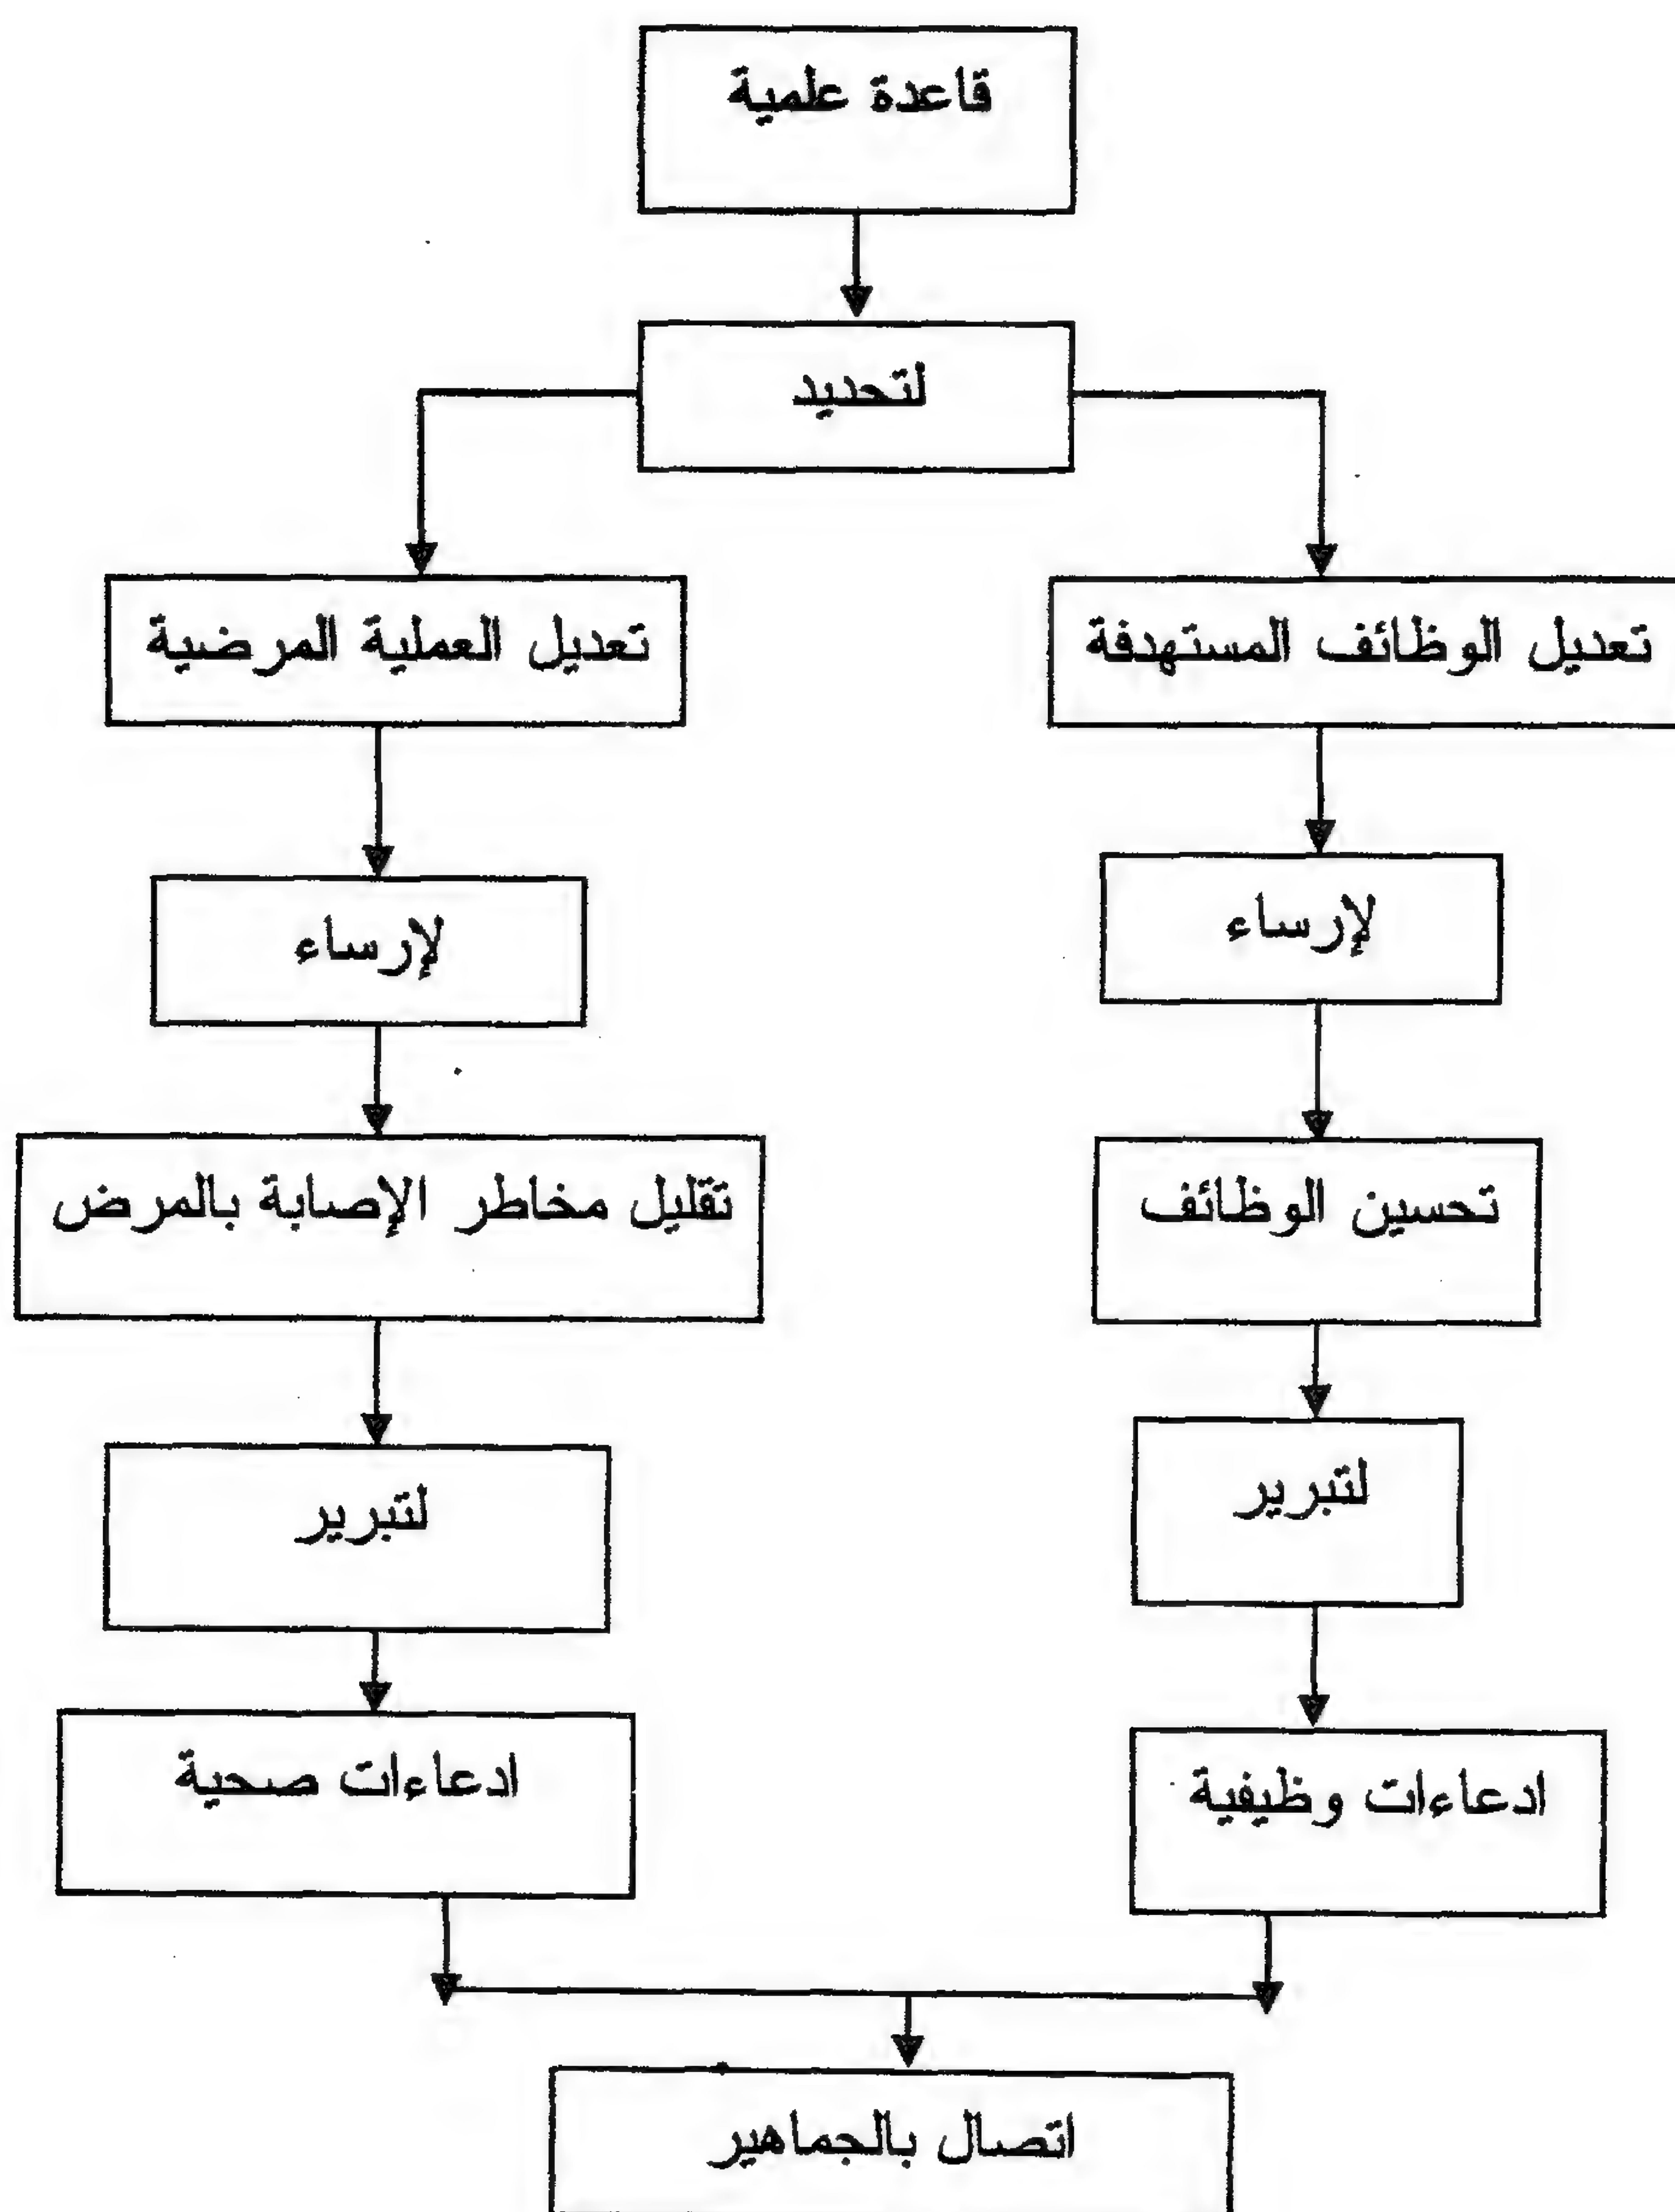 قاعدة علمية
لتحديد
تعديل الوظائف المستهدفة
تعديل العملية المرضية
لإرساء
لإرساء
تحسين الوظائف
تقليل مخاطر الإصابة بالمرض
لتبرير
لتبرير
ادعاءات وظيفية
ادعاءات صحية
اتصال بالجماهير